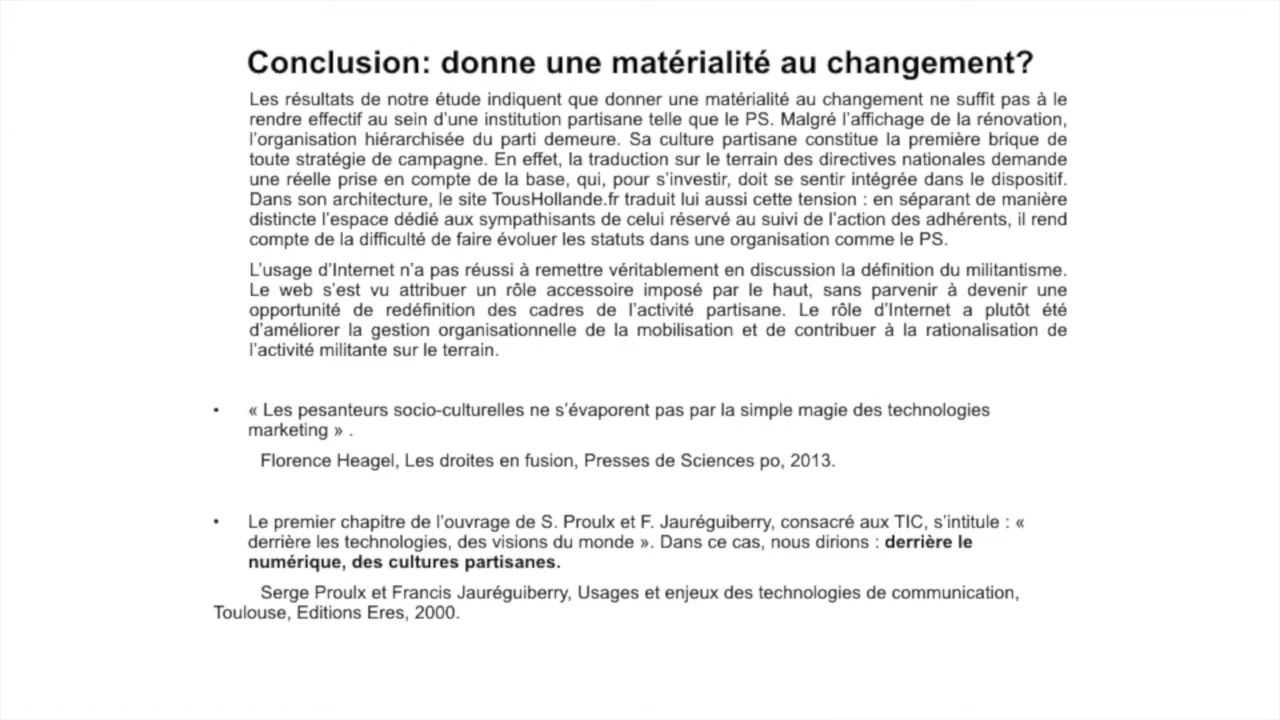 Conclusion: donne une matérialité au changement?
Les résultats de notre étude indiquent que donner une matérialité au changement ne suffit pas à le
rendre effectif au sein d’une institution partisane telle que le PS. Malgré l’affichage de la rénovation,
l’organisation hiérarchisée du parti demeure. Sa culture partisane constitue la première brique de
toute stratégie de campagne. En effet, la traduction sur le terrain des directives nationales demande
une réelle prise en compte de la base, qui, pour s’investir, doit se sentir intégrée dans le dispositif.
Dans son architecture, le site TousHollande.fr traduit lui aussi cette tension : en séparant de manière
distincte l’espace dédié aux sympathisants de celui réservé au suivi de l’action des adhérents, il rend
compte de la difficulté de faire évoluer les statuts dans une organisation comme le PS.
L’usage d’Internet n’a pas réussi à remettre véritablement en discussion la définition du militantisme.
Le web s’est vu attribuer un rôle accessoire imposé par le haut, sans parvenir à devenir une
opportunité de redéfinition des cadres de l’activité partisane. Le rôle d’Internet a plutôt été
d’améliorer la gestion organisationnelle de la mobilisation et de contribuer à la rationalisation de
l’activité militante sur le terrain.
• « Les pesanteurs socio-culturelles ne s’évaporent pas par la simple magie des technologies
marketing » .
Florence Heagel, Les droites en fusion, Presses de Sciences po, 2013.
• Le premier chapitre de l’ouvrage de S. Proulx et F. Jauréguiberry, consacré aux TIC, s’intitule : «
derrière les technologies, des visions du monde ». Dans ce cas, nous dirions : derrière le
numérique, des cultures partisanes.
Serge Proulx et Francis Jauréguiberry, Usages et enjeux des technologies de communication,
Toulouse, Editions Eres, 2000.